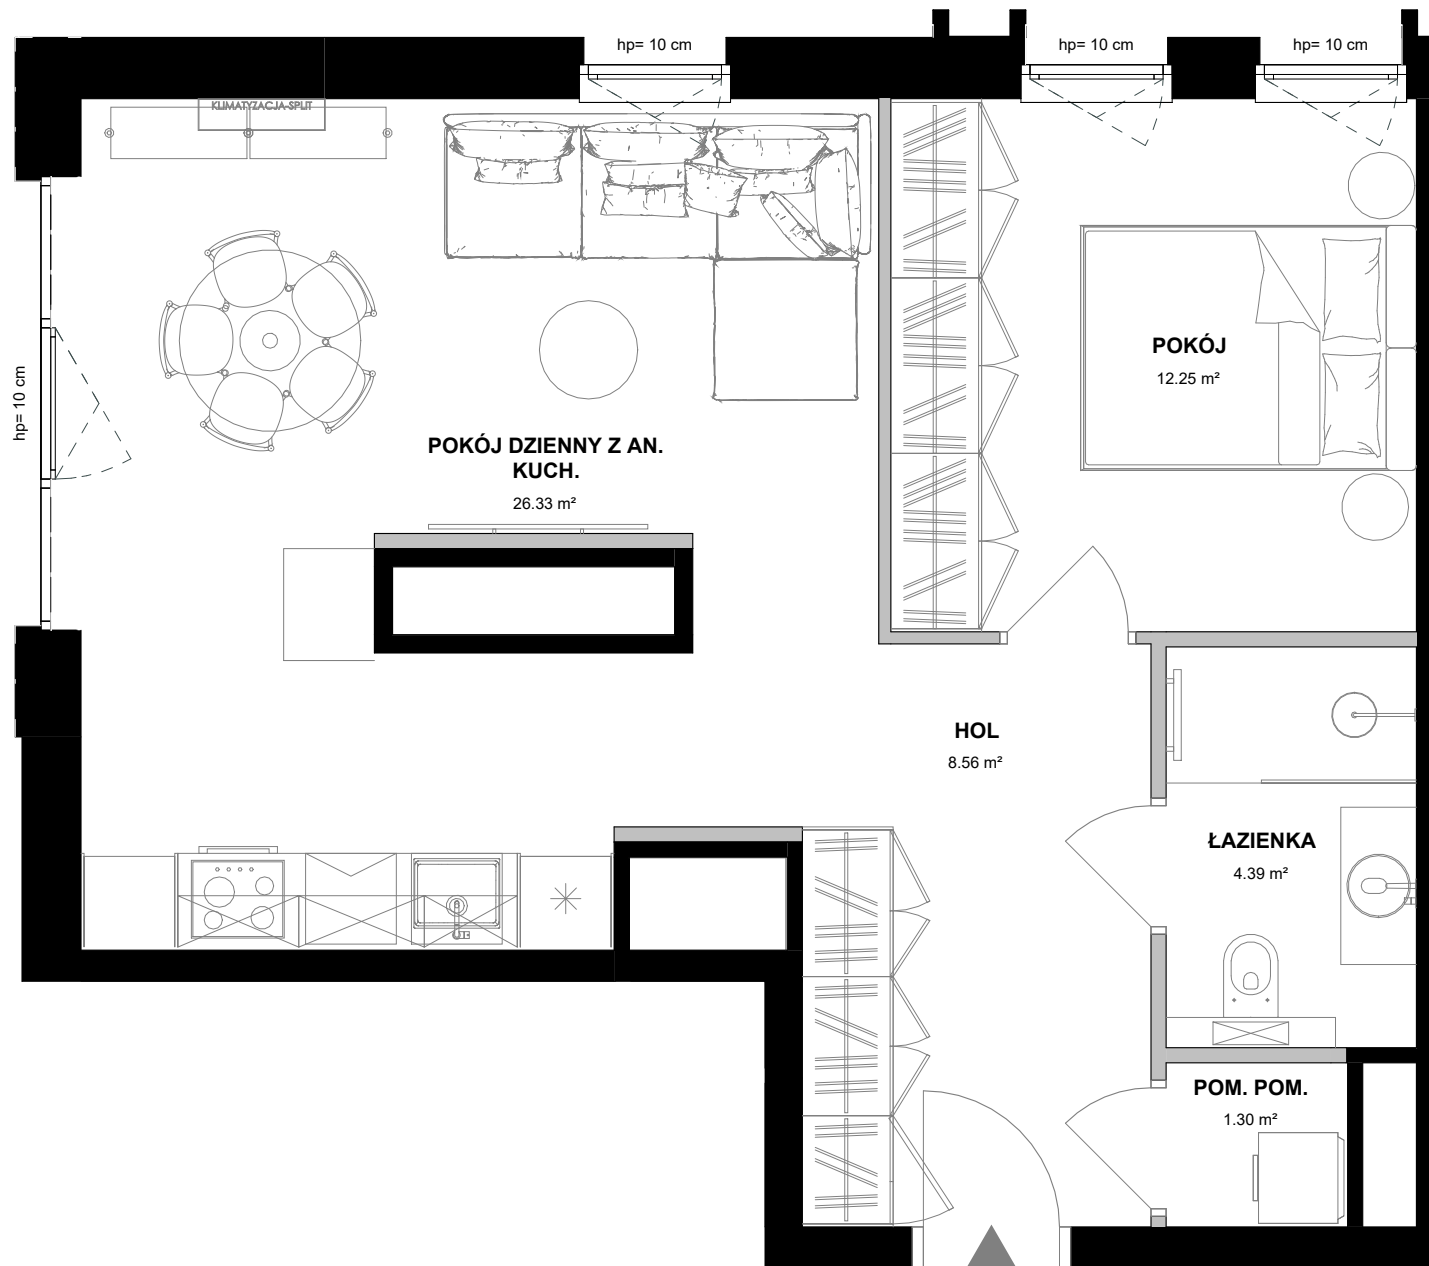 hp= 10 cm
hp= 10 cm
hp= 10 cm
KLIMATYZACJA-SPLIT
hp= 10 cm
POKÓJ
12.25 m²
POKÓJ DZIENNY Z AN.
KUCH.
26.33 m²
HOL
8.56 m²
ŁAZIENKA
4.39 m²
POM. POM.
1.30 m²